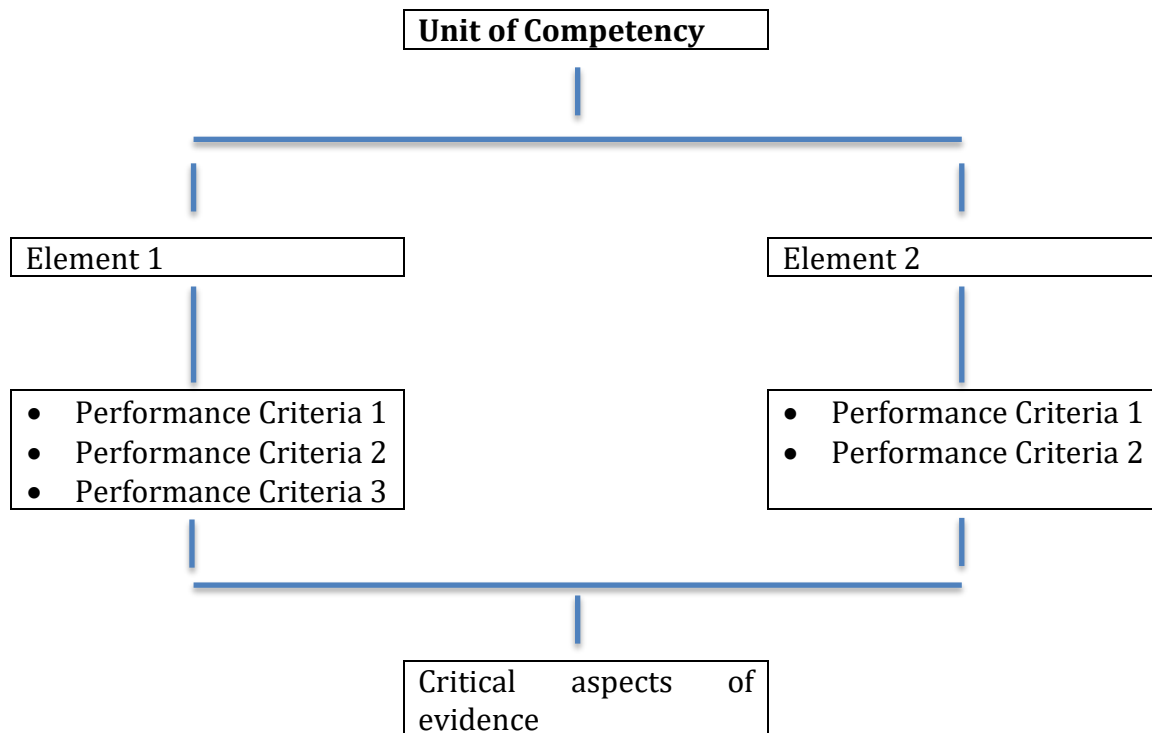 Unit of Competency
Element 1
Element 2
• Performance Criteria 1
• Performance Criteria 2
• Performance Criteria 3
• Performance Criteria 1
• Performance Criteria 2
Critical aspects of
evidence